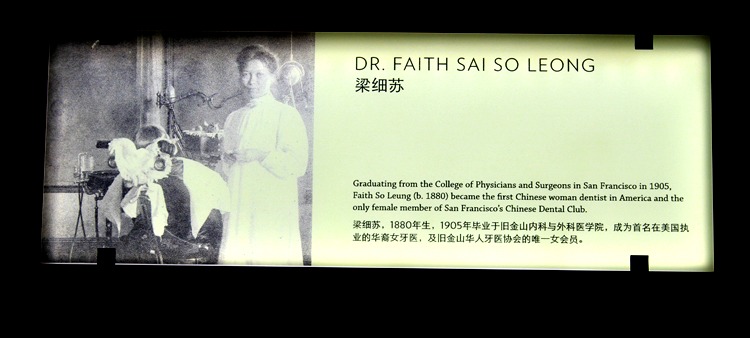 DR. FAITH SAI SO LEONG
梁细苏
Graduating from the College of Physicians and Surgeons in San Francisco in 1905,
Faith So Leung (b. 1880) became the first Chinese woman dentist in America and the
only female member of San Francisco's Chinese Dental Club.
梁细苏，1880年生，1905年毕业于旧金山内科与外科医学院，成为首名在美国执
业的华裔女牙医，及旧金山华人牙医协会的唯一女会员。